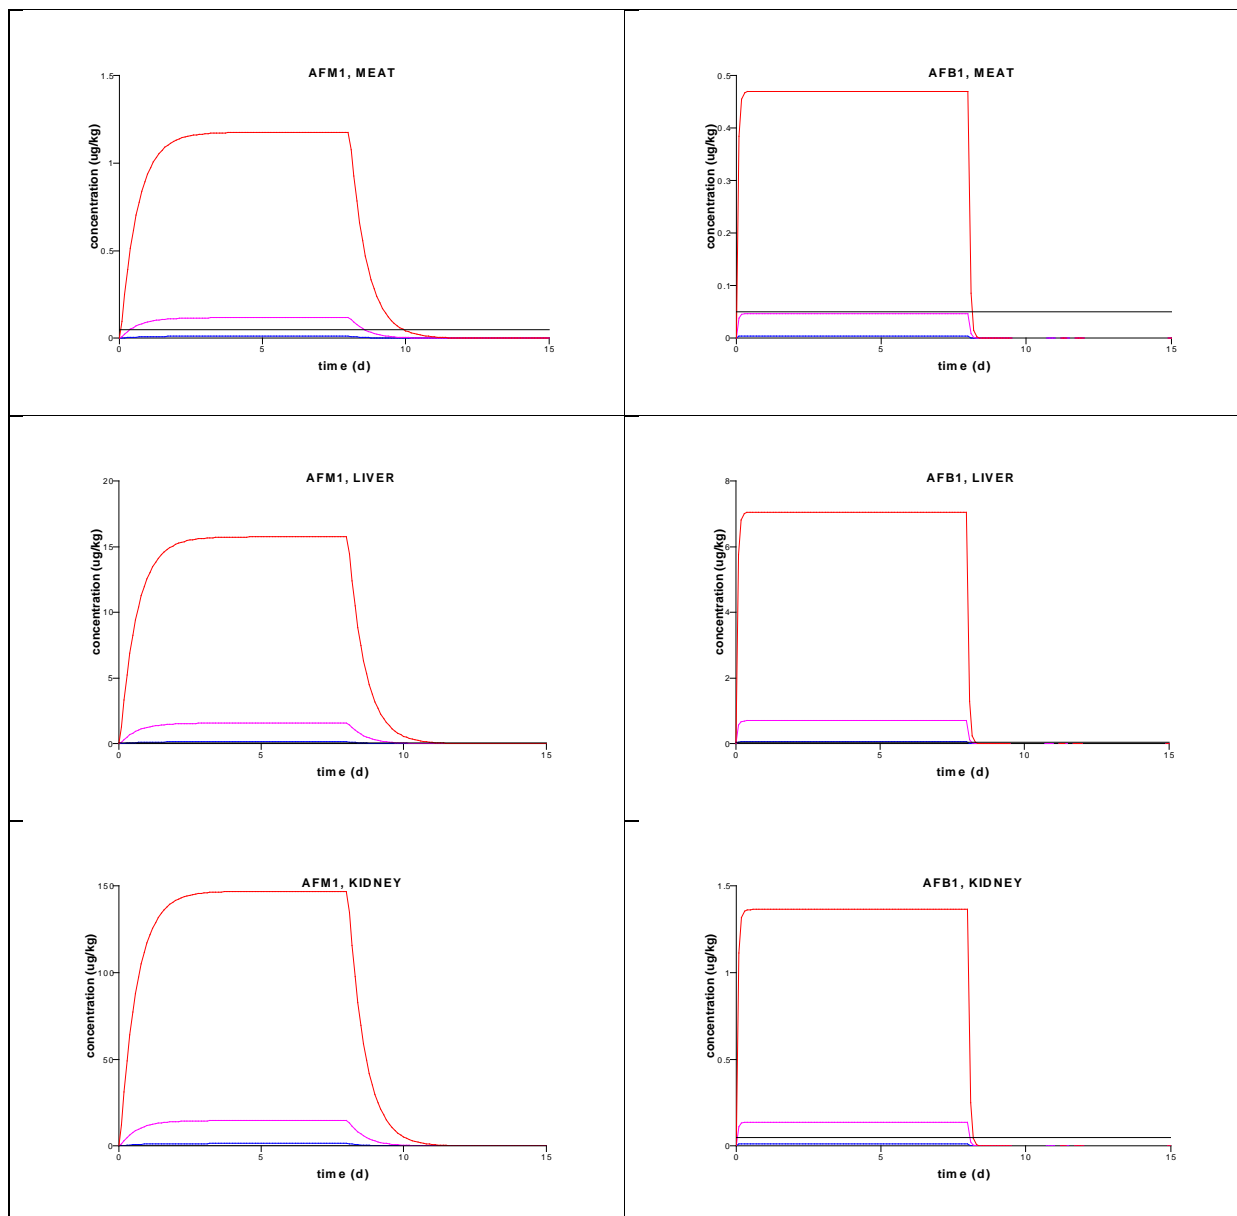 AFM1, MEAT
1.5
1
0.5
0
0 5 10 15
concentration (ug/kg)
time (d)
AFB1, MEAT
0.5
0.4
0.3
0.2
0.1
0
0 5 10 15
concentration (ug/kg)
time (d)
AFM1, LIVER
20
15
10
5
0
0 5 10 15
concentration (ug/kg)
time (d)
AFB1, LIVER
8
6
4
2
0
0 5 10 15
concentration (ug/kg)
time (d)
AFM1, KIDNEY
150
100
50
0
0 5 10 15
concentration (ug/kg)
time (d)
AFB1, KIDNEY
1.5
1
0.5
0
0 5 10 15
concentration (ug/kg)
time (d)